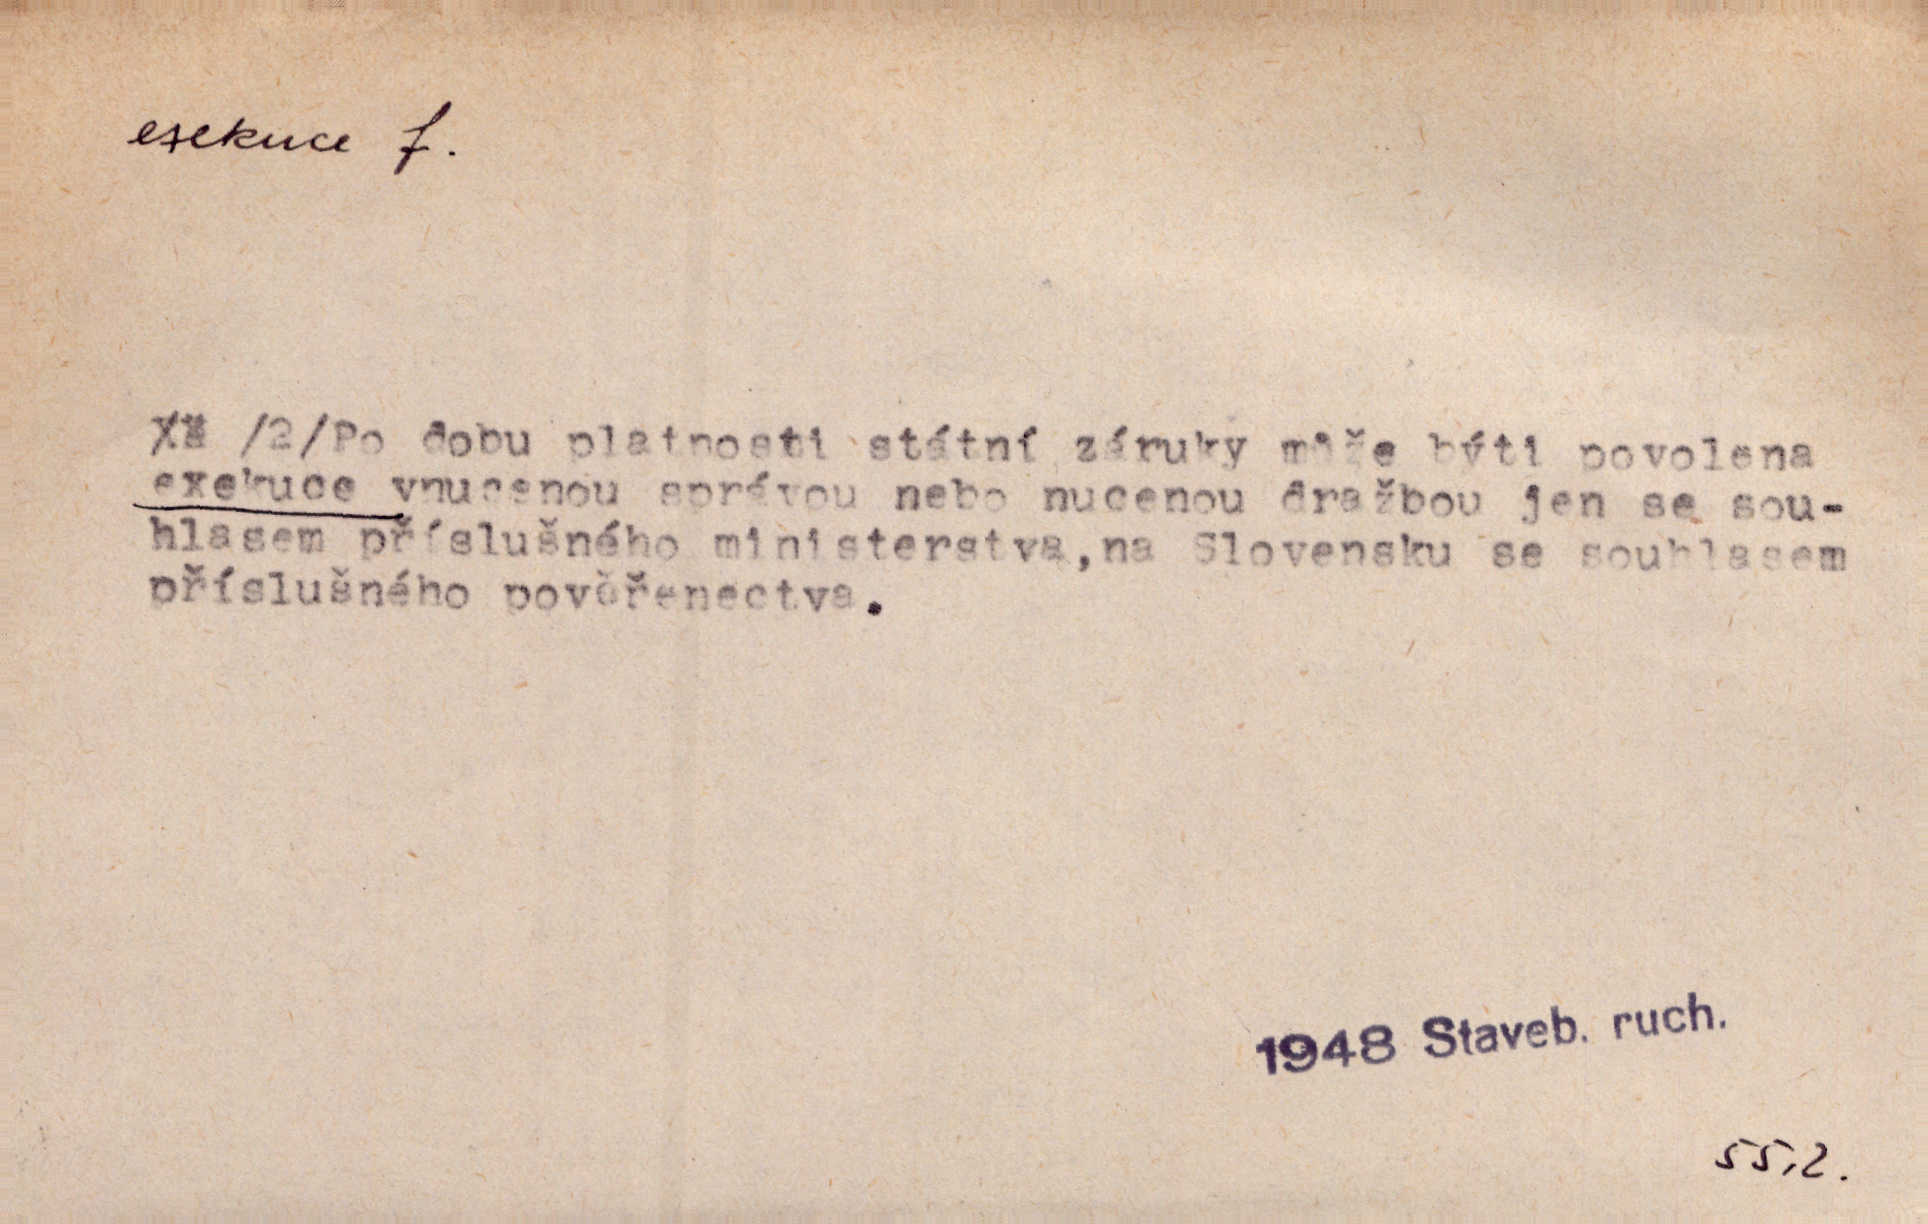 exekuce f.
/2/Po dobu platnosti státní záruky může býti povolena
exekuce vnucenou správou nebo nucenou dražbou jen se sou-
hlasem příslušného ministerstva,na Slovensku se souhlasem
příslušného pověřenectva.
1948 Staveb. ruch.
55,2.